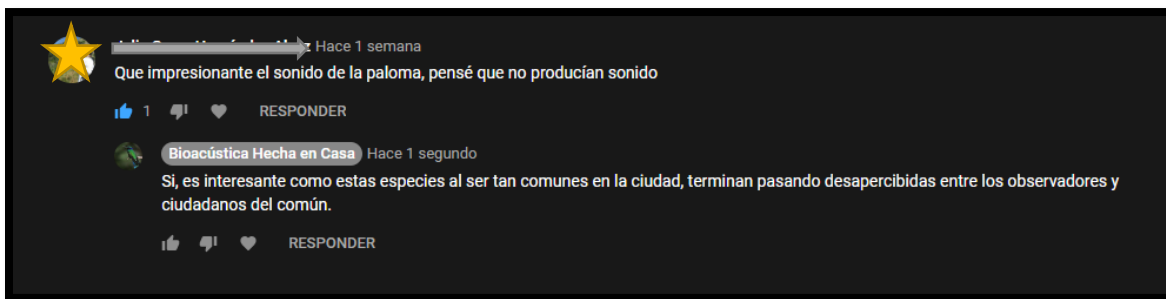 Hace 1 semana
Que impresionante el sonido de la paloma, pensé que no producían sonido
1 RESPONDER
Bioacústica Hecha en Casa Hace 1 segundo
Si, es interesante como estas especies al ser tan comunes en la ciudad, terminan pasando desapercibidas entre los observadores y
ciudadanos del común.
RESPONDER